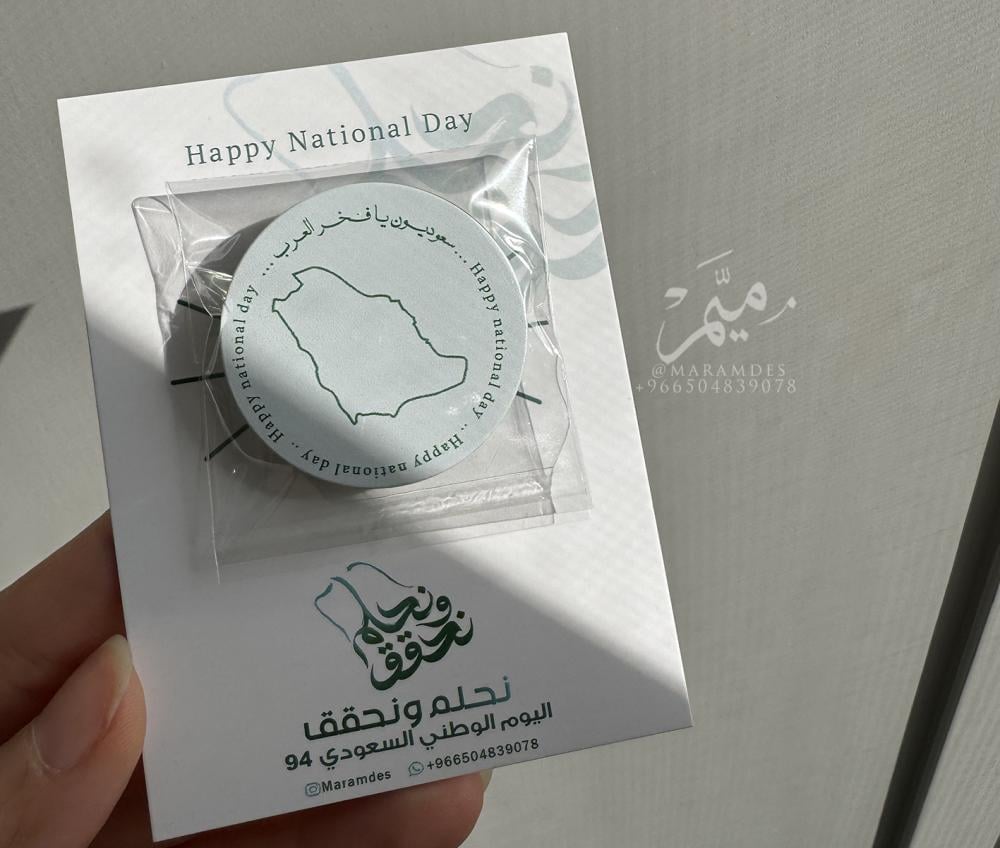 Happy National Day
سعوديون يا فخر العرب
... Happy national day .. Happy national day .. Happy national day ...
ميّم
@MARAMDES
+966504839078
نحلم
ونحقق
نحلم ونحقق
اليوم الوطني السعودي 94
Maramdes +966504839078